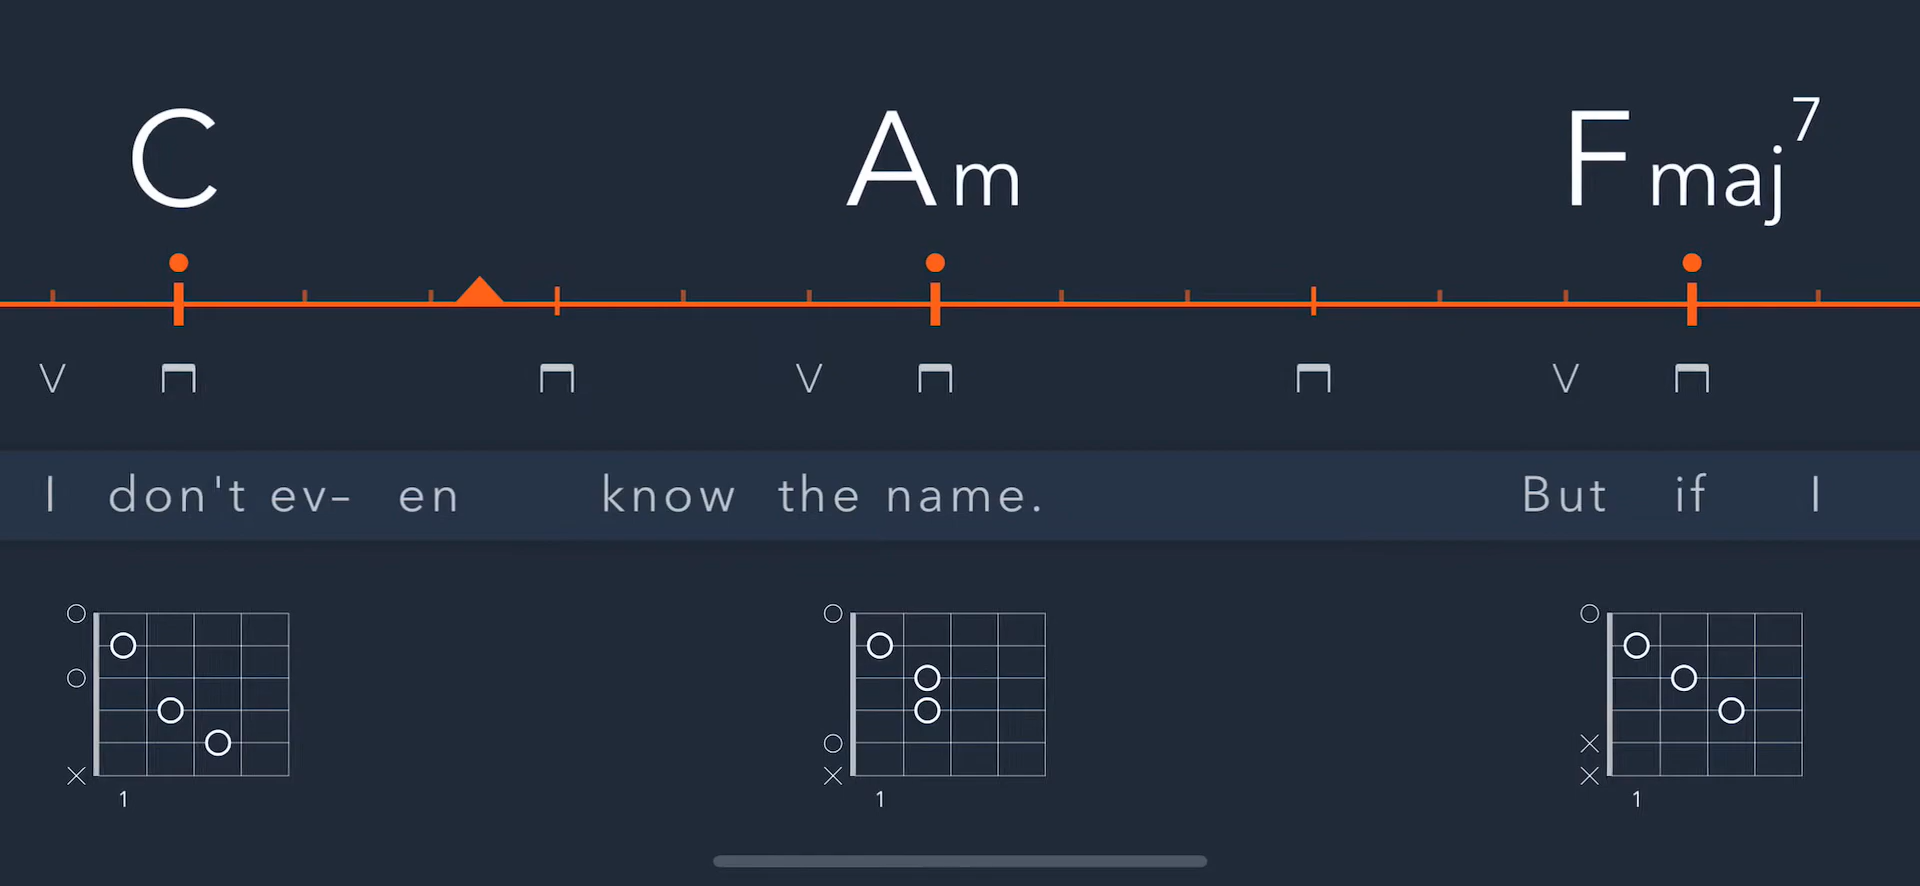 C Am Fmaj7
I don't ev– en know the name. But if I
1 1 1